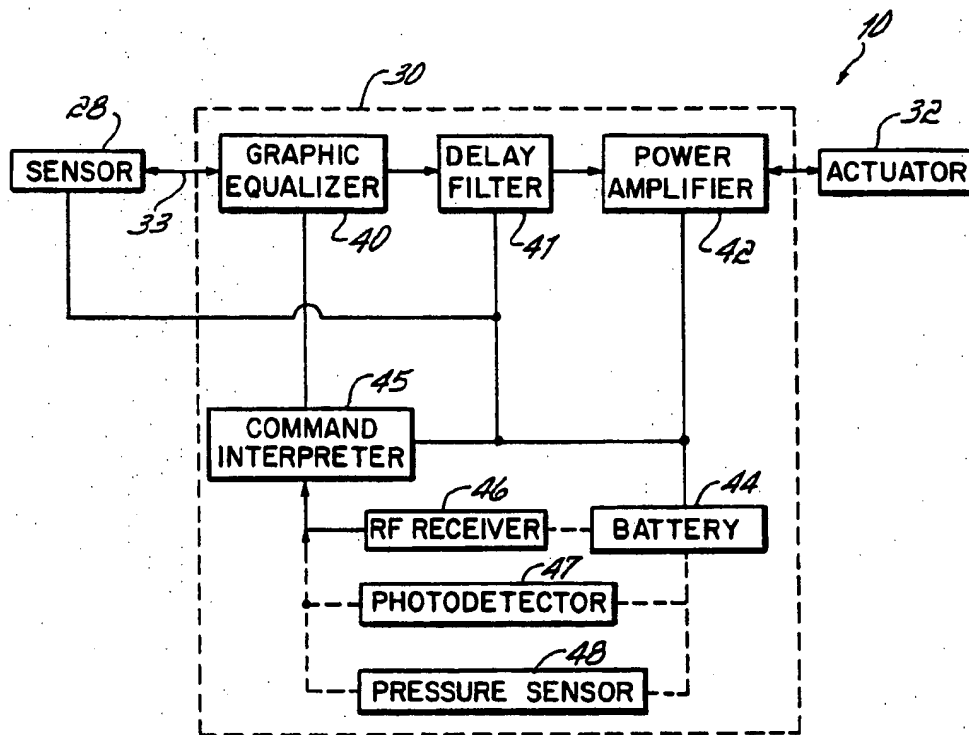 10
30
28
32
SENSOR
GRAPHIC
EQUALIZER
DELAY
FILTER
POWER
AMPLIFIER
ACTUATOR
33
40
41
42
45
COMMAND
INTERPRETER
46
44
RF RECEIVER
BATTERY
47
PHOTODETECTOR
48
PRESSURE SENSOR